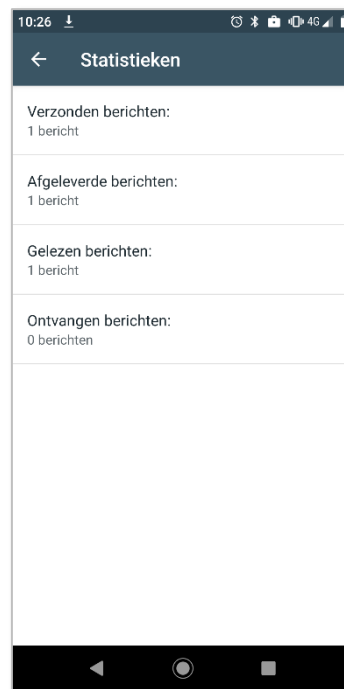 10:26 4G
Statistieken
Verzonden berichten:
1 bericht
Afgeleverde berichten:
1 bericht
Gelezen berichten:
1 bericht
Ontvangen berichten:
0 berichten